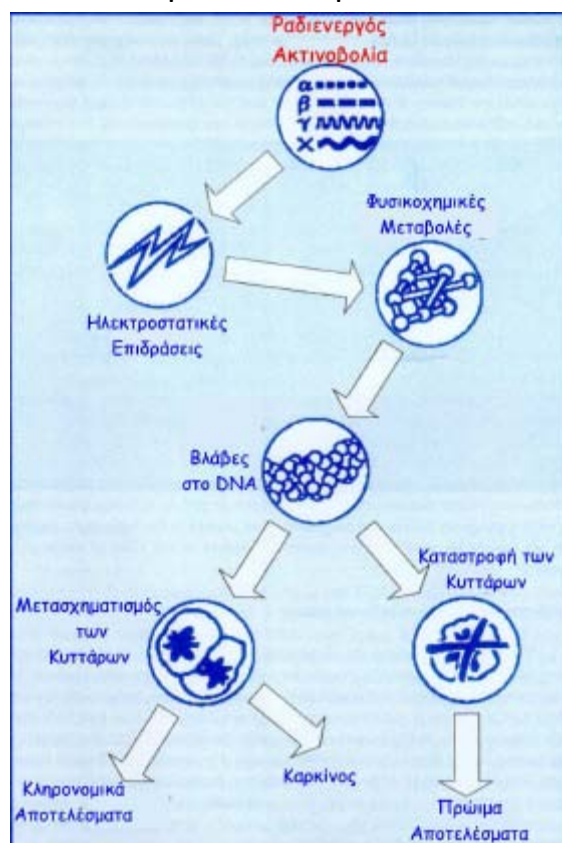 Ραδιενεργός
Ακτινοβολία
α
β
γ
Χ
Φυσικοχημικές
Μεταβολές
Ηλεκτροστατικές
Επιδράσεις
Βλάβες
στο DNA
Καταστροφή των
Κυττάρων
Μετασχηματισμός
των
Κυττάρων
Καρκίνος
Κληρονομικά
Αποτελέσματα
Πρώιμα
Αποτελέσματα